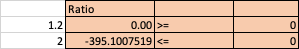 Ratio
1.2 0.00 >= 0
2 -395.1007519 <= 0